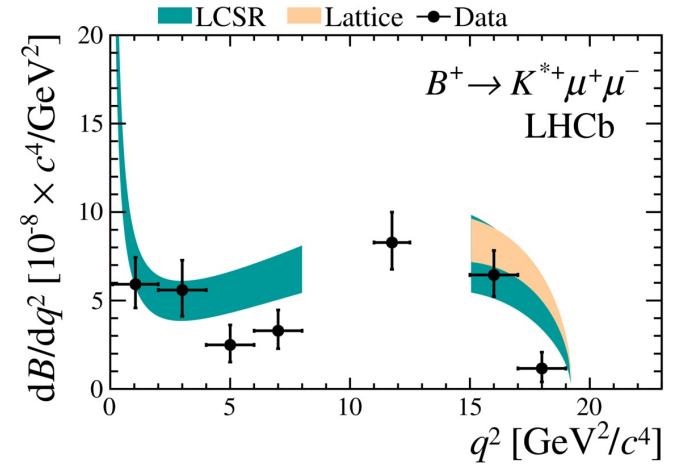 LCSR Lattice Data
dB/dq² [10⁻⁸ × c⁴/GeV²]
20
15
10
5
0
B⁺ → K*⁺μ⁺μ⁻
LHCb
0 5 10 15 20
q² [GeV²/c⁴]